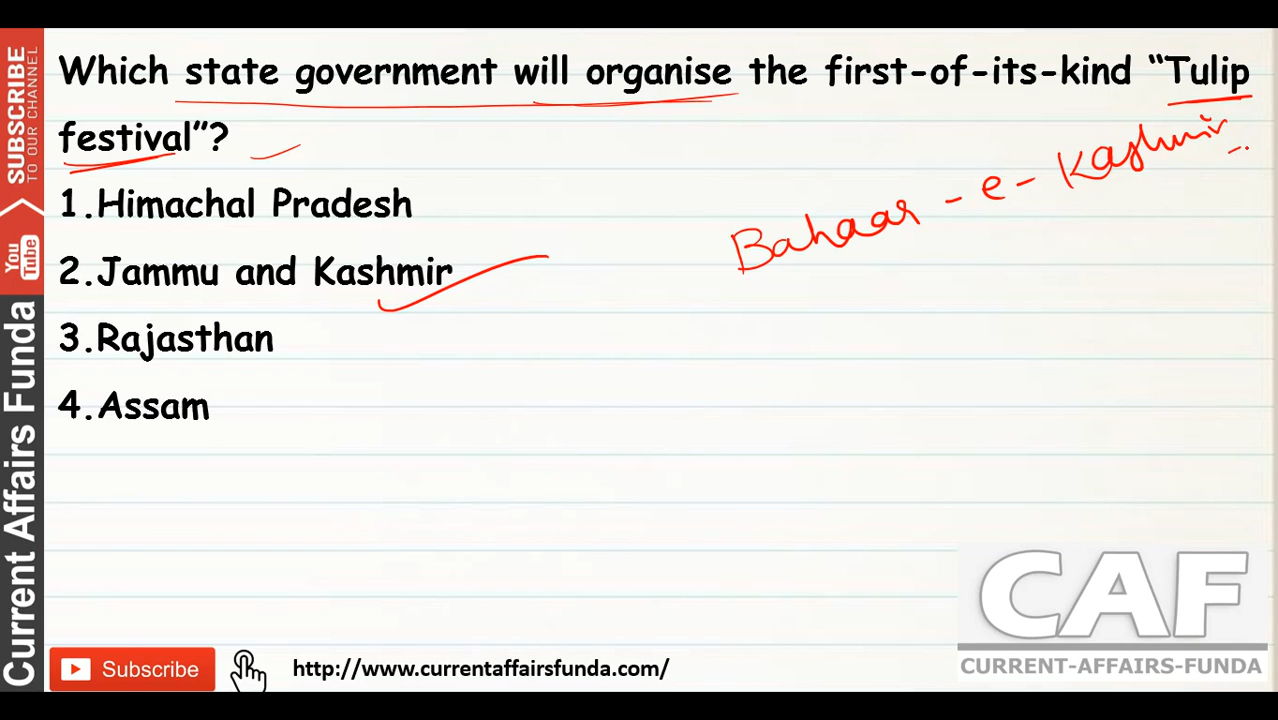 Which state government will organise the first-of-its-kind “Tulip
festival”?
Bahaar-e-Kashmir
1.Himachal Pradesh
2.Jammu and Kashmir
3.Rajasthan
4.Assam
SUBSCRIBE
TO OUR CHANNEL
You
Tube
Current Affairs Funda
CAF
CURRENT-AFFAIRS-FUNDA
Subscribe
http://www.currentaffairsfunda.com/